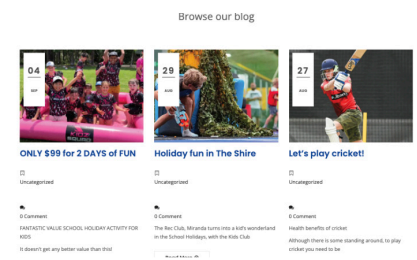 Browse our blog
04
SEP
29
AUG
27
AUG
ONLY $99 for 2 DAYS of FUN
Holiday fun in The Shire
Let's play cricket!
Uncategorized
Uncategorized
Uncategorized
0 Comment
0 Comment
0 Comment
FANTASTIC VALUE SCHOOL HOLIDAY ACTIVITY FOR
KIDS
It doesn't get any better value than this!
The Rec Club, Miranda turns into a kid's wonderland
in the School Holidays, with the Kids Club
Read More
Health benefits of cricket
Although there is some standing around, to play
cricket you need to be